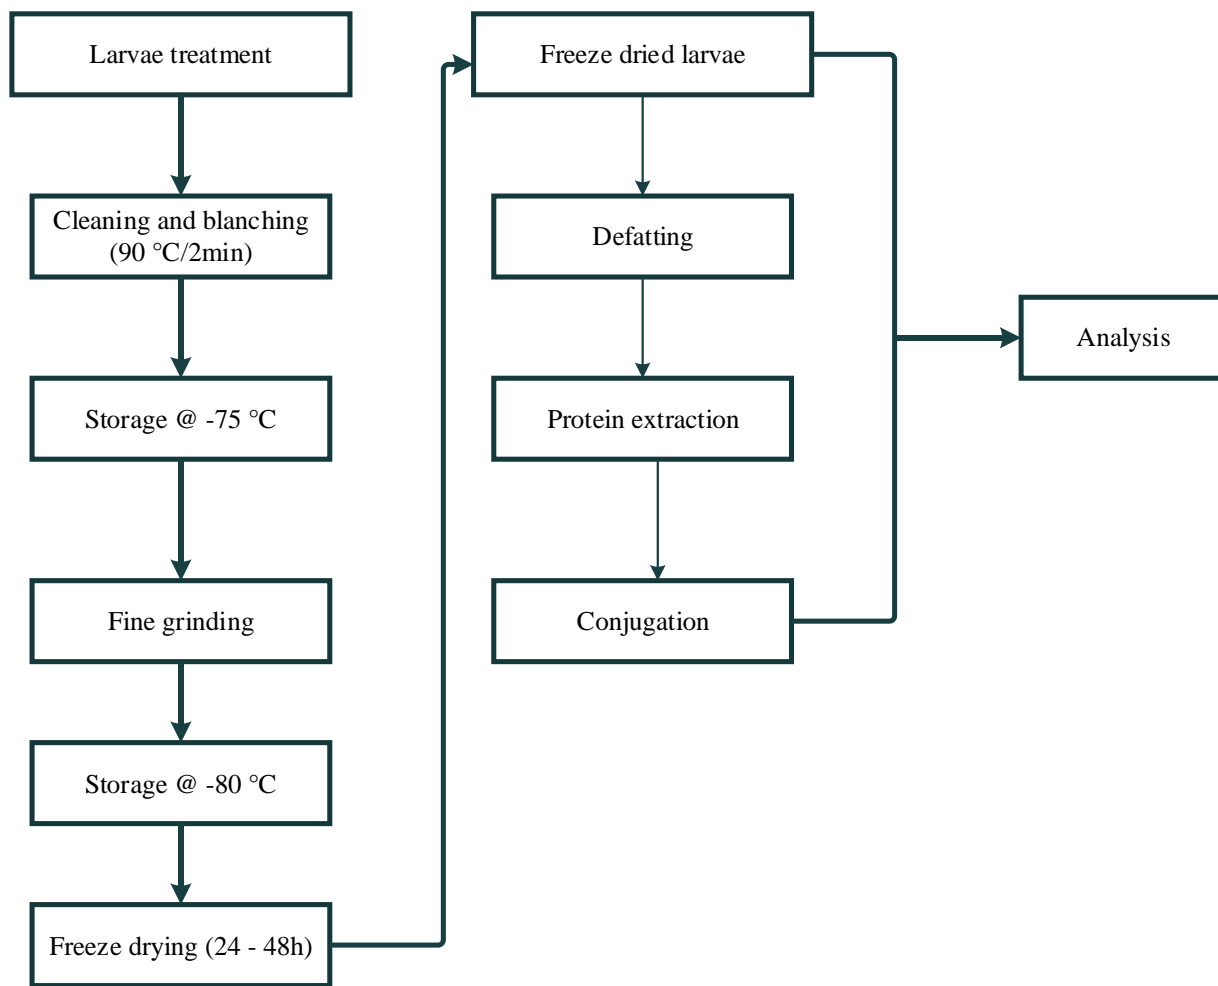 Larvae treatment
Cleaning and blanching
(90 °C/2min)
Storage @ -75 °C
Fine grinding
Storage @ -80 °C
Freeze drying (24 - 48h)
Freeze dried larvae
Defatting
Protein extraction
Conjugation
Analysis